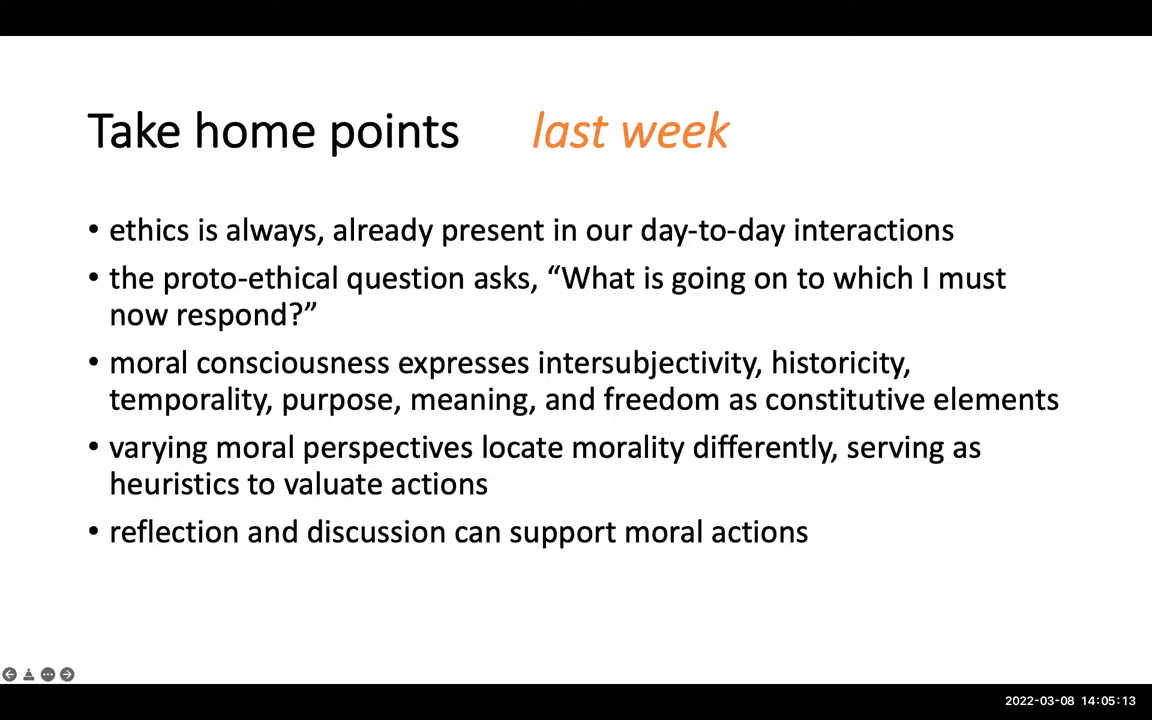 Take home points last week
• ethics is always, already present in our day-to-day interactions
• the proto-ethical question asks, “What is going on to which I must
now respond?”
• moral consciousness expresses intersubjectivity, historicity,
temporality, purpose, meaning, and freedom as constitutive elements
• varying moral perspectives locate morality differently, serving as
heuristics to valuate actions
• reflection and discussion can support moral actions
2022-03-08 14:05:13